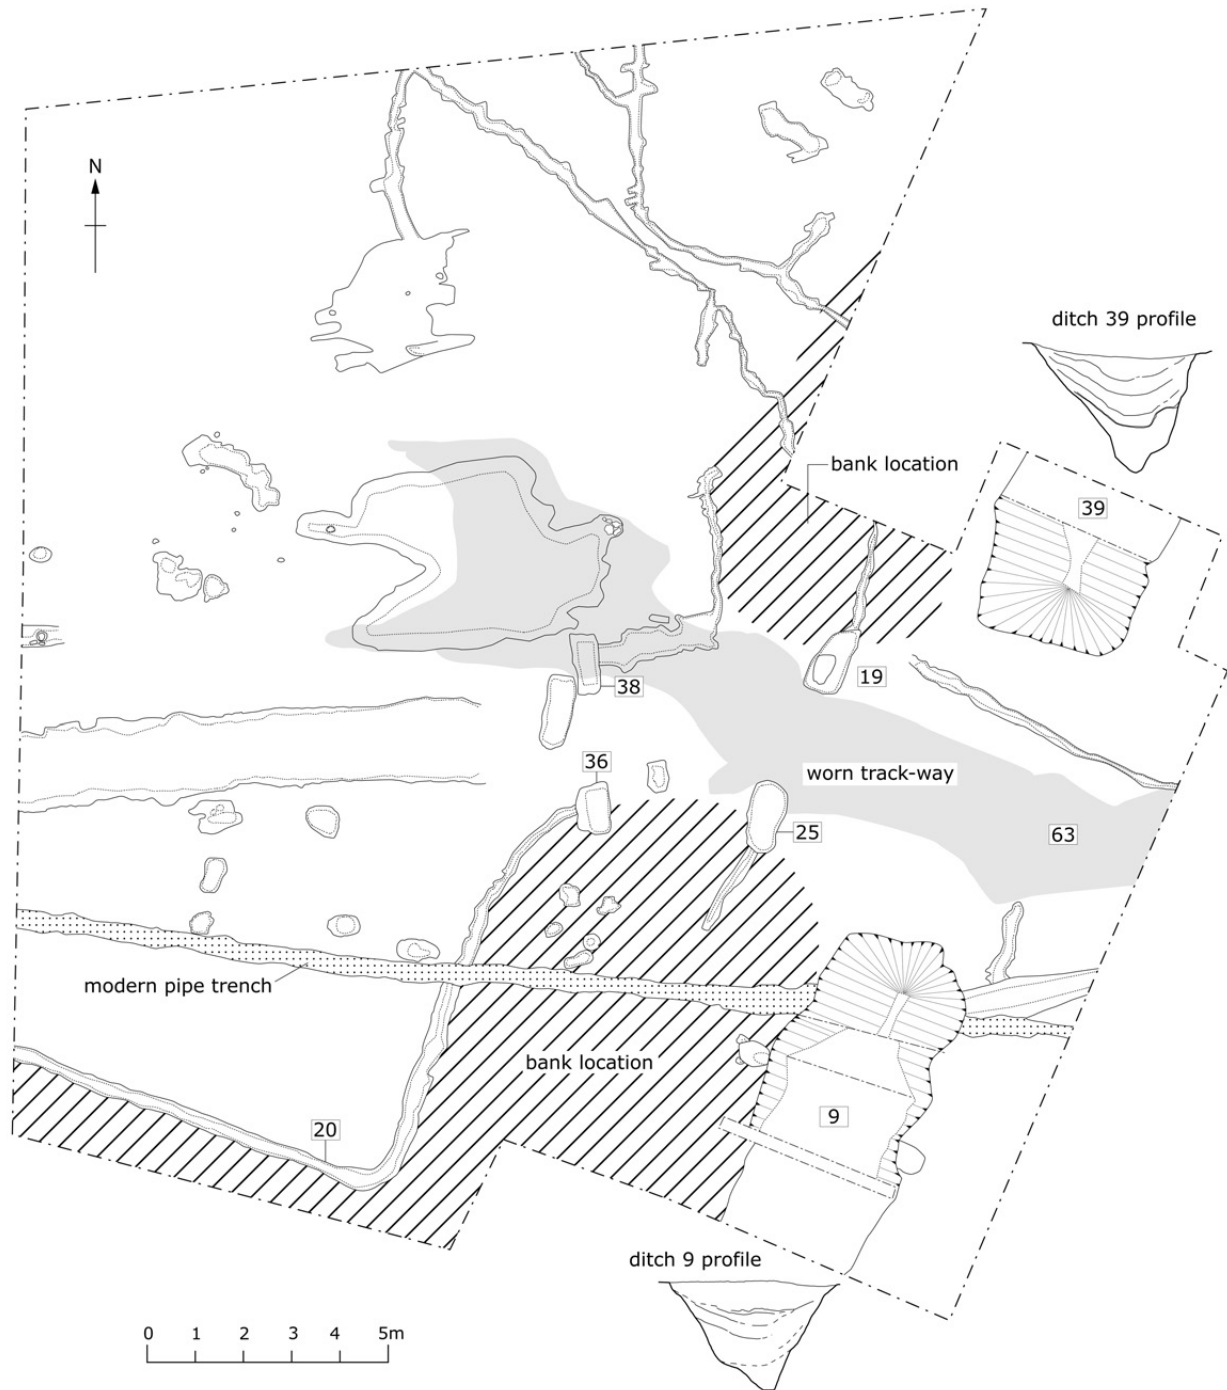 N
ditch 39 profile
bank location
39
38
19
36
worn track-way
25
63
modern pipe trench
bank location
9
20
ditch 9 profile
0 1 2 3 4 5m